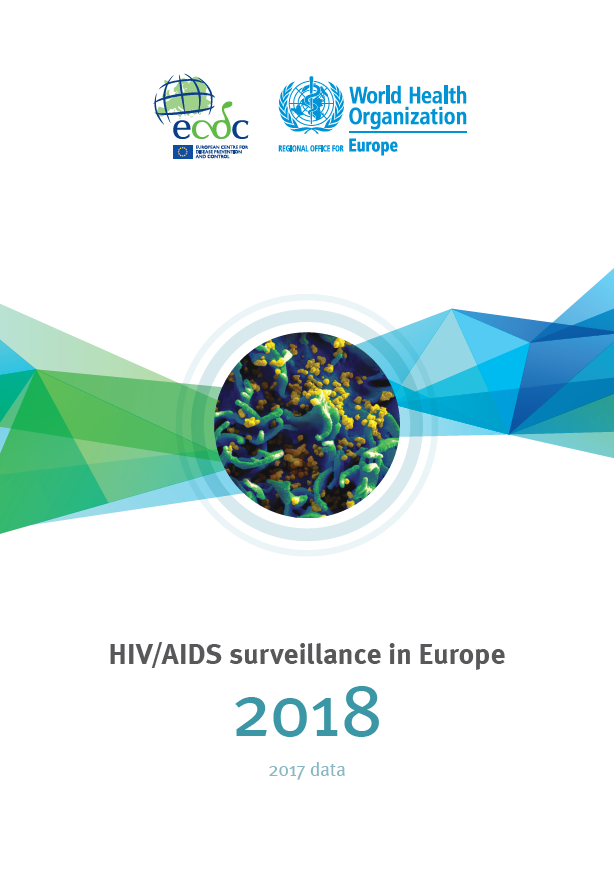 ecdc
EUROPEAN CENTRE FOR
DISEASE PREVENTION
AND CONTROL
World Health
Organization
REGIONAL OFFICE FOR Europe
HIV/AIDS surveillance in Europe
2018
2017 data